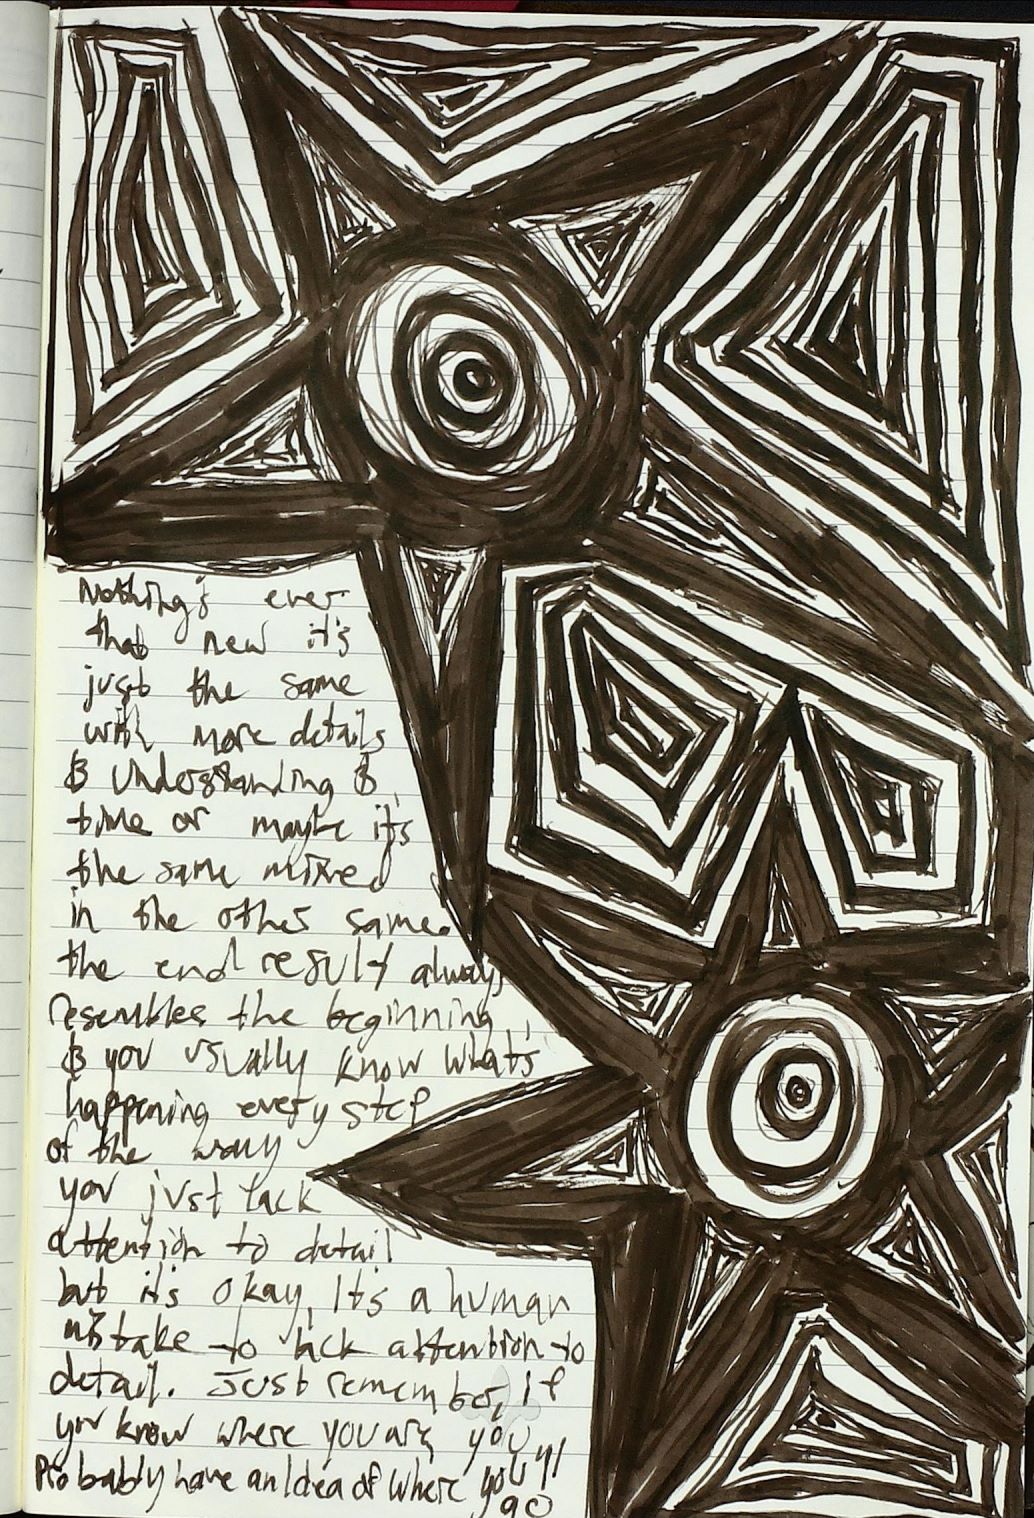 Nothing's ever
that new it's
just the same
with more details
& Understanding &
time or maybe its
the same mixed
in the other same.
the end result always
resembles the beginning,
& you usually know whats
happening every step
of the way
you just lack
attention to detail
but it's okay, It's a human
mistake to lack attention to
detail. Just remember, if
you know where you are, you
Probably have an Idea of where you'll
go